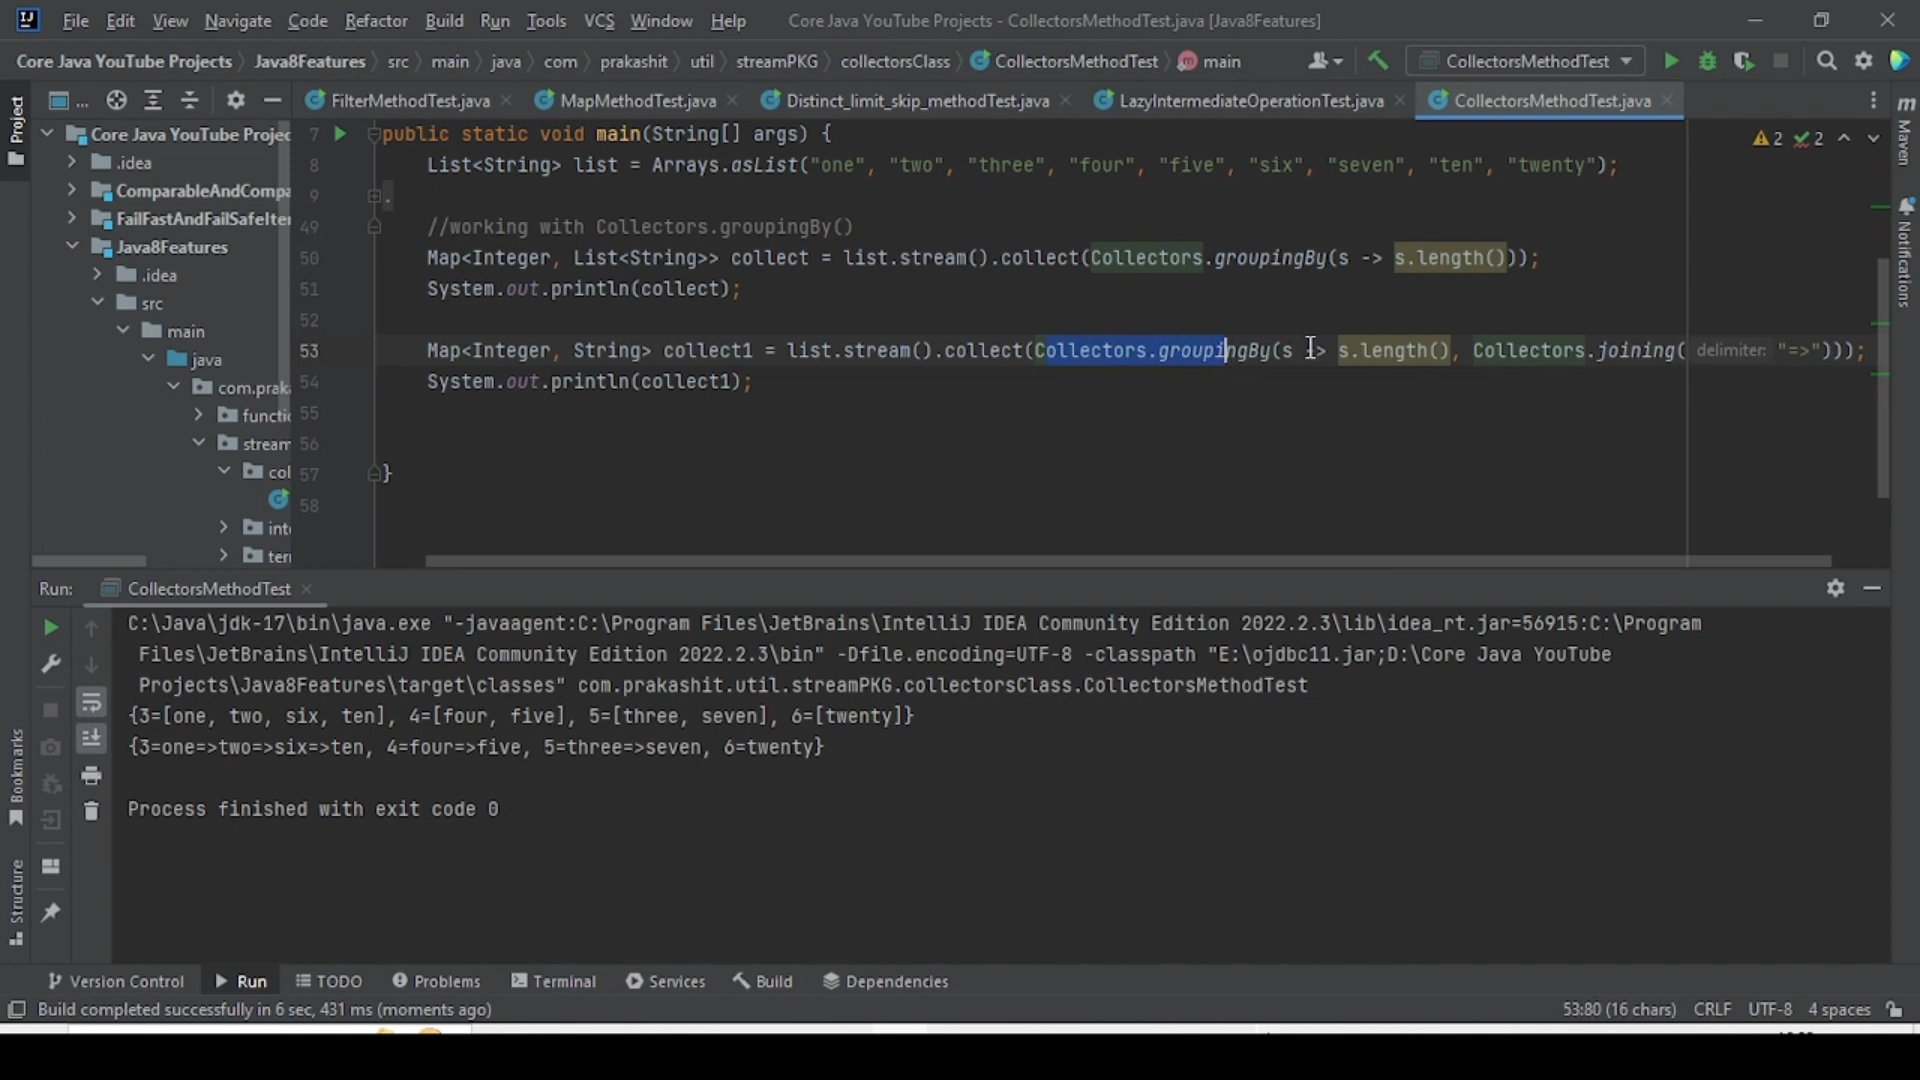 File Edit View Navigate Code Refactor Build Run Tools VCS Window Help Core Java YouTube Projects - CollectorsMethodTest.java [Java8Features]
Core Java YouTube Projects Java8Features src main java com prakashit util streamPKG collectorsClass CollectorsMethodTest main CollectorsMethodTest
Project ... FilterMethodTest.java MapMethodTest.java Distinct_limit_skip_methodTest.java LazyIntermediateOperationTest.java CollectorsMethodTest.java
Maven
Notifications
Core Java YouTube Projec
.idea
ComparableAndCompa
FailFastAndFailSafeIter
Java8Features
.idea
src
main
java
com.praka
functio
stream
col
inte
ter
2 2
7 public static void main(String[] args) {
8 List<String> list = Arrays.asList("one", "two", "three", "four", "five", "six", "seven", "ten", "twenty");
9 .
49 //working with Collectors.groupingBy()
50 Map<Integer, List<String>> collect = list.stream().collect(Collectors.groupingBy(s -> s.length()));
51 System.out.println(collect);
52
53 Map<Integer, String> collect1 = list.stream().collect(Collectors.groupingBy(s -> s.length(), Collectors.joining( delimiter: "=>")));
54 System.out.println(collect1);
55
56
57 }
58
Run: CollectorsMethodTest
C:\Java\jdk-17\bin\java.exe "-javaagent:C:\Program Files\JetBrains\IntelliJ IDEA Community Edition 2022.2.3\lib\idea_rt.jar=56915:C:\Program
Files\JetBrains\IntelliJ IDEA Community Edition 2022.2.3\bin" -Dfile.encoding=UTF-8 -classpath "E:\ojdbc11.jar;D:\Core Java YouTube
Projects\Java8Features\target\classes" com.prakashit.util.streamPKG.collectorsClass.CollectorsMethodTest
{3=[one, two, six, ten], 4=[four, five], 5=[three, seven], 6=[twenty]}
{3=one=>two=>six=>ten, 4=four=>five, 5=three=>seven, 6=twenty}
Process finished with exit code 0
Bookmarks
Structure
Version Control Run TODO Problems Terminal Services Build Dependencies
Build completed successfully in 6 sec, 431 ms (moments ago) 53:80 (16 chars) CRLF UTF-8 4 spaces